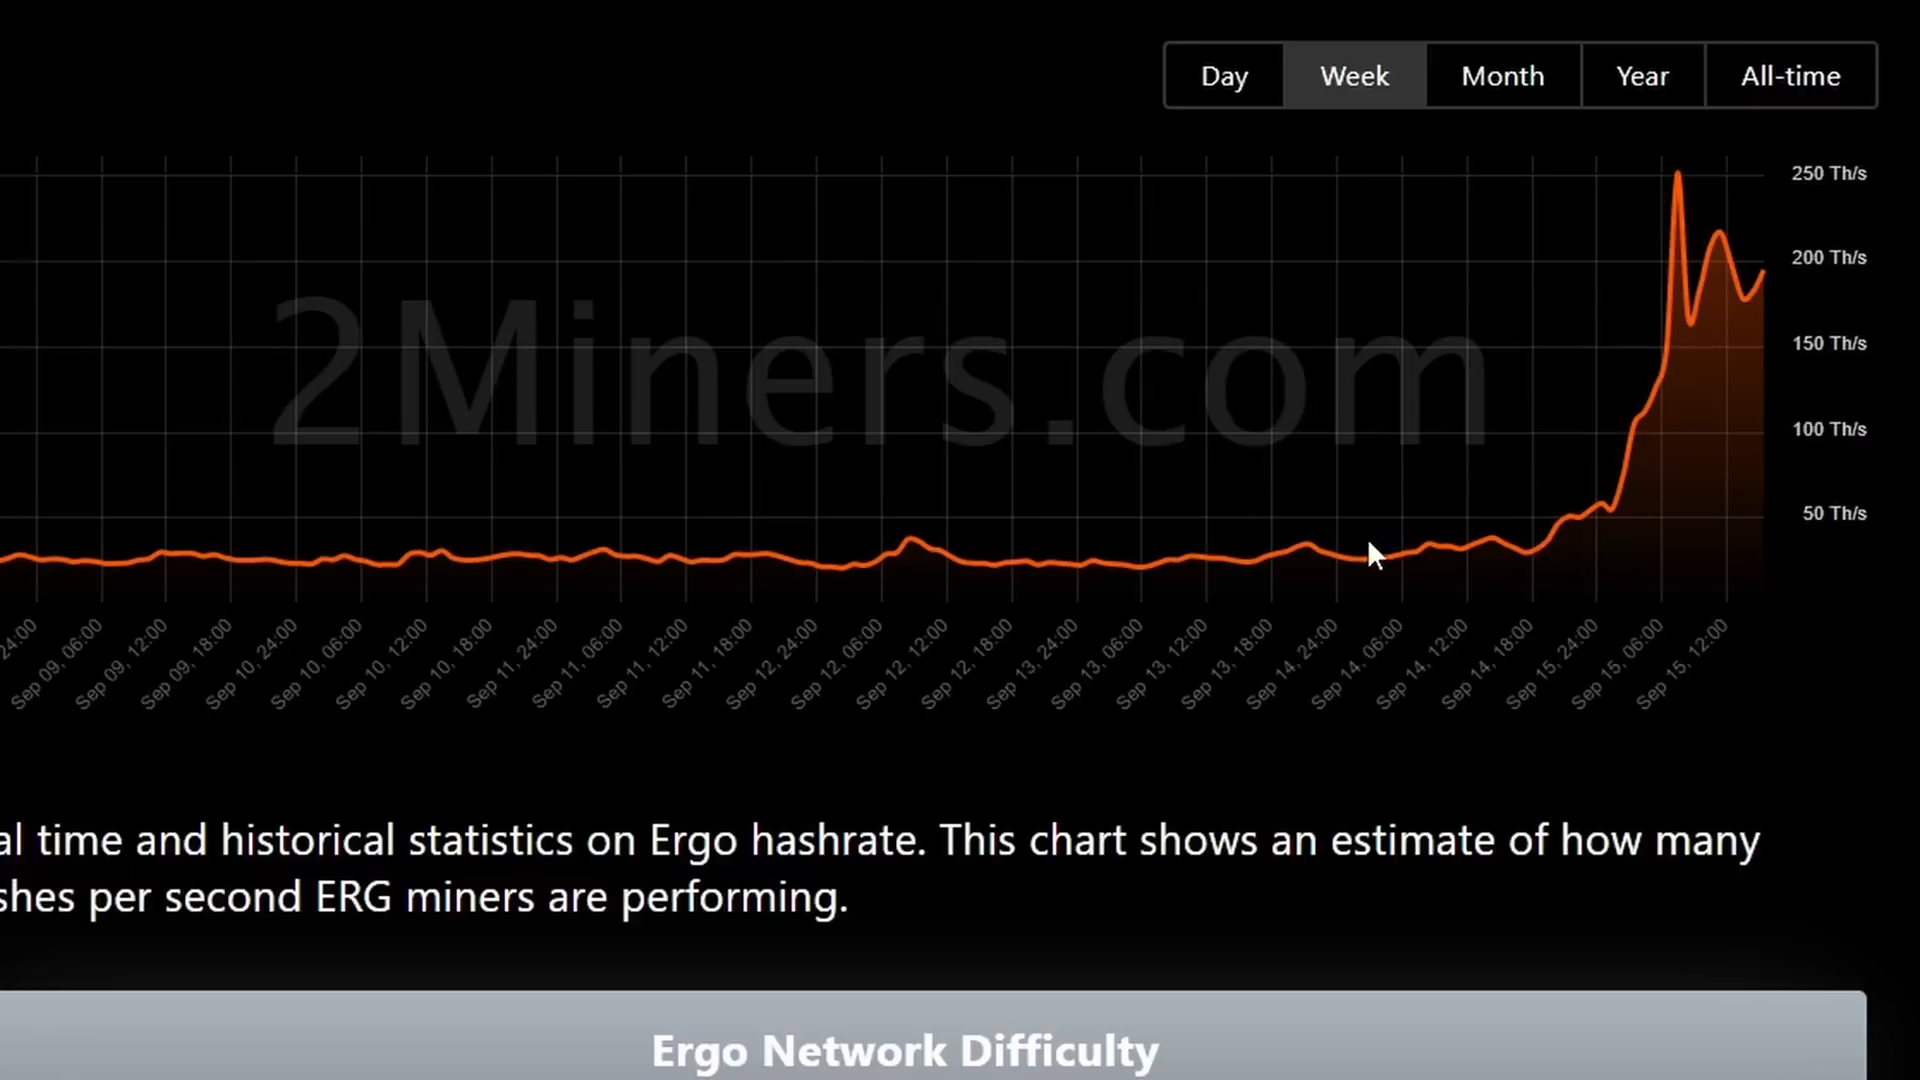 Day Week Month Year All-time
250 Th/s
200 Th/s
2Miners.com
150 Th/s
100 Th/s
50 Th/s
24:00 Sep 09, 06:00 Sep 09, 12:00 Sep 09, 18:00 Sep 10, 24:00 Sep 10, 06:00 Sep 10, 12:00 Sep 10, 18:00 Sep 11, 24:00 Sep 11, 06:00 Sep 11, 12:00 Sep 11, 18:00 Sep 12, 24:00 Sep 12, 06:00 Sep 12, 12:00 Sep 12, 18:00 Sep 13, 24:00 Sep 13, 06:00 Sep 13, 12:00 Sep 13, 18:00 Sep 14, 24:00 Sep 14, 06:00 Sep 14, 12:00 Sep 14, 18:00 Sep 15, 24:00 Sep 15, 06:00 Sep 15, 12:00
al time and historical statistics on Ergo hashrate. This chart shows an estimate of how many
shes per second ERG miners are performing.
Ergo Network Difficulty